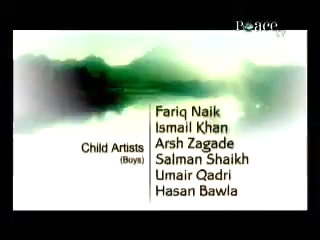 Peace TV
Fariq Naik
Ismail Khan
Child Artists
Arsh Zagade
(Boys)
Salman Shaikh
Umair Qadri
Hasan Bawla